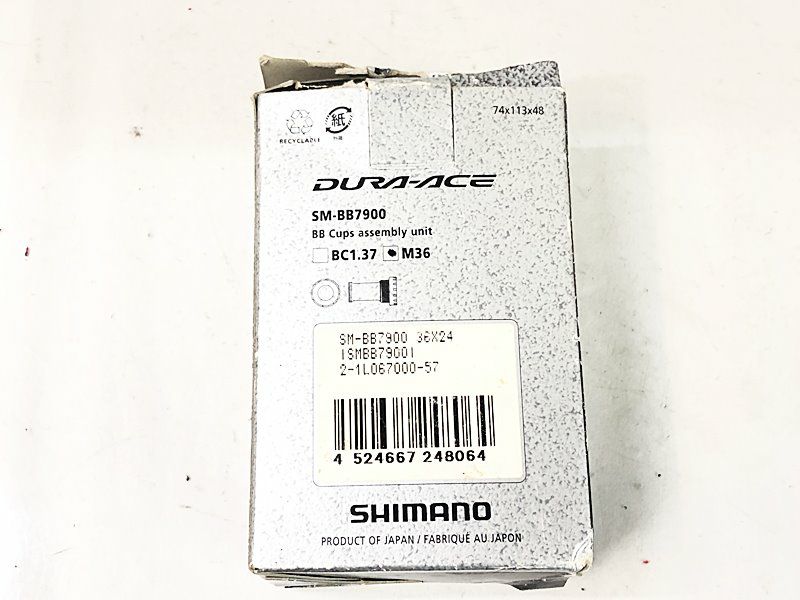 74x113x48
RECYCLABLE
紙
DURA-ACE
SM-BB7900
BB Cups assembly unit
BC1.37 M36
SM-BB7900 36X24
ISMBB7900I
2-1L067000-57
4 524667 248064
SHIMANO
PRODUCT OF JAPAN / FABRIQUÉ AU JAPON